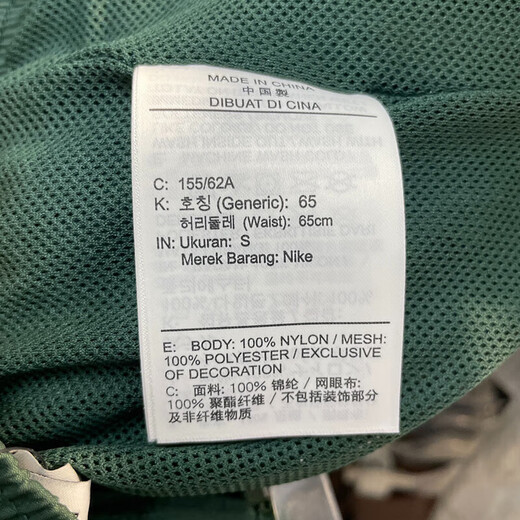 MADE IN CHINA
中国製
DIBUAT DI CINA
C: 155/62A
K: 호칭 (Generic): 65
허리둘레 (Waist): 65cm
IN: Ukuran: S
Merek Barang: Nike
E: BODY: 100% NYLON / MESH:
100% POLYESTER / EXCLUSIVE
OF DECORATION
C: 面料: 100% 锦纶 / 网眼布:
100% 聚酯纤维 / 不包括装饰部分
及非纤维物质